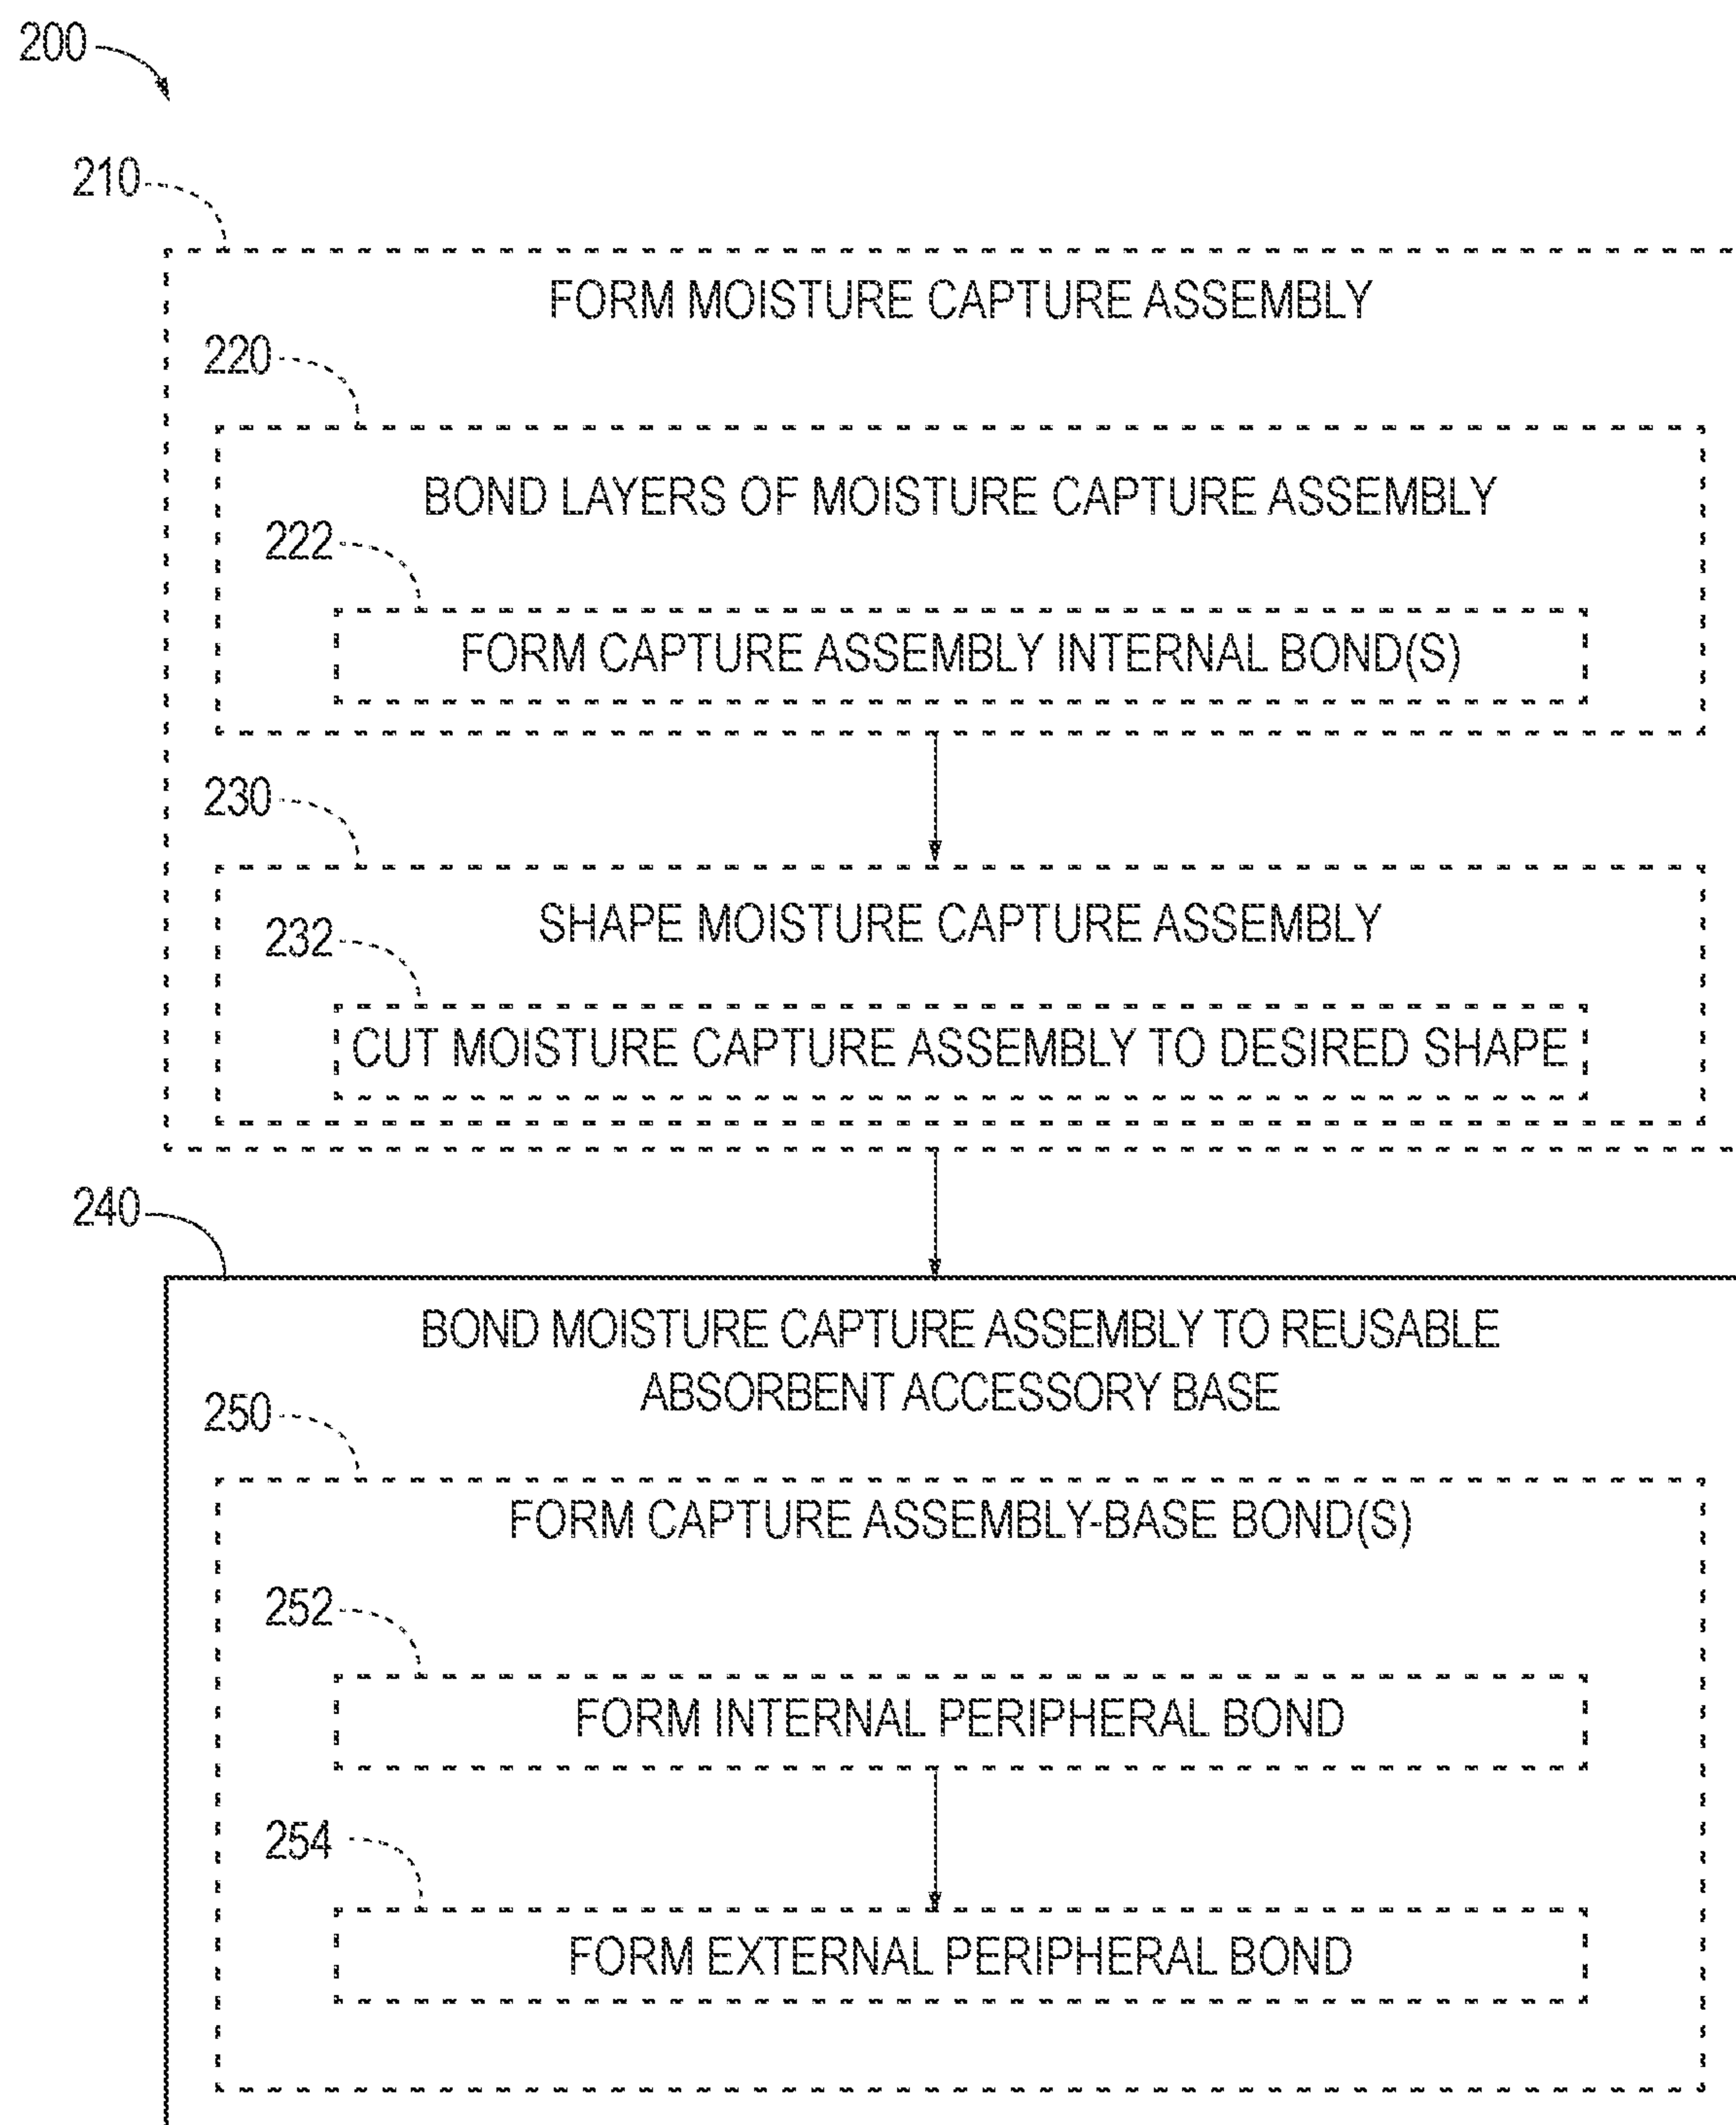 200
210
FORM MOISTURE CAPTURE ASSEMBLY
220
BOND LAYERS OF MOISTURE CAPTURE ASSEMBLY
222
FORM CAPTURE ASSEMBLY INTERNAL BOND(S)
230
SHAPE MOISTURE CAPTURE ASSEMBLY
232
CUT MOISTURE CAPTURE ASSEMBLY TO DESIRED SHAPE
240
BOND MOISTURE CAPTURE ASSEMBLY TO REUSABLE
ABSORBENT ACCESSORY BASE
250
FORM CAPTURE ASSEMBLY-BASE BOND(S)
252
FORM INTERNAL PERIPHERAL BOND
254
FORM EXTERNAL PERIPHERAL BOND